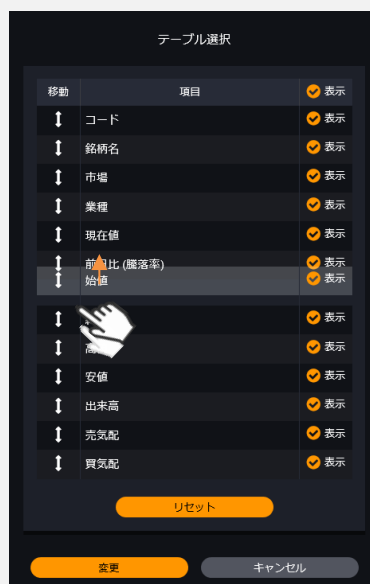 テーブル選択
移動 項目 表示
コード 表示
銘柄名 表示
市場 表示
業種 表示
現在値 表示
前日比 (騰落率) 表示
始値 表示
表示
高 表示
安値 表示
出来高 表示
売気配 表示
買気配 表示
リセット
変更 キャンセル